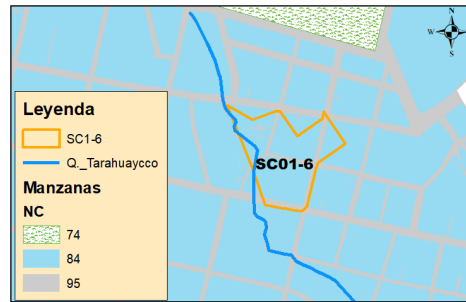 N
W E
S
Leyenda
SC1-6
Q._Tarahuaycco
Manzanas
NC
74
84
95
SC01-6